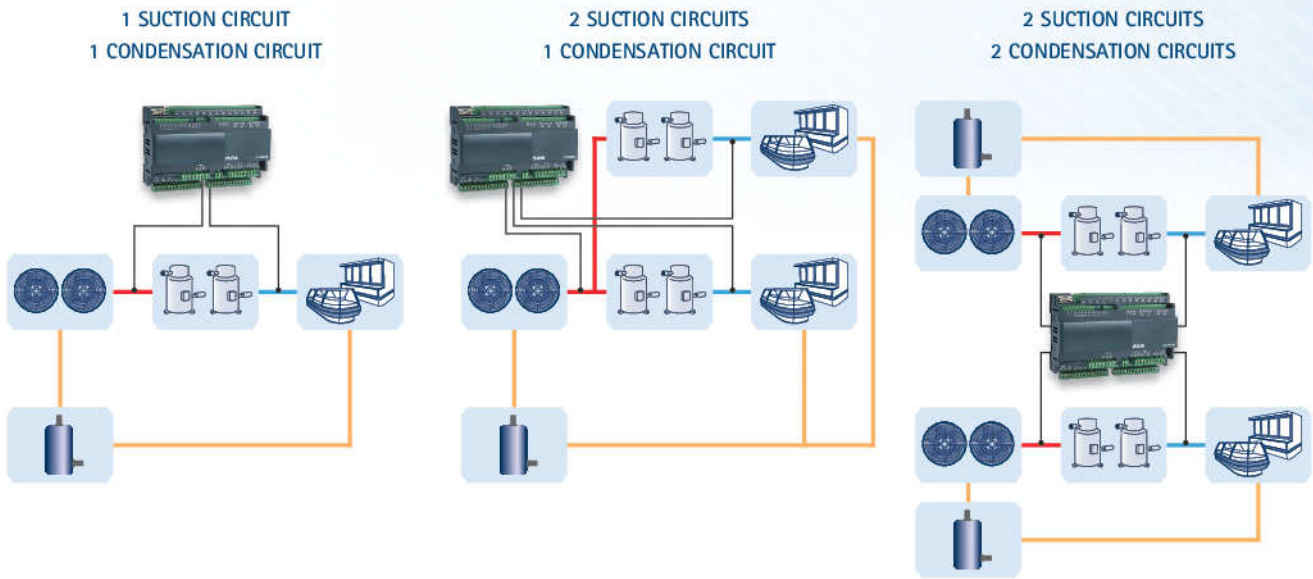 1 SUCTION CIRCUIT
1 CONDENSATION CIRCUIT
2 SUCTION CIRCUITS
1 CONDENSATION CIRCUIT
2 SUCTION CIRCUITS
2 CONDENSATION CIRCUITS